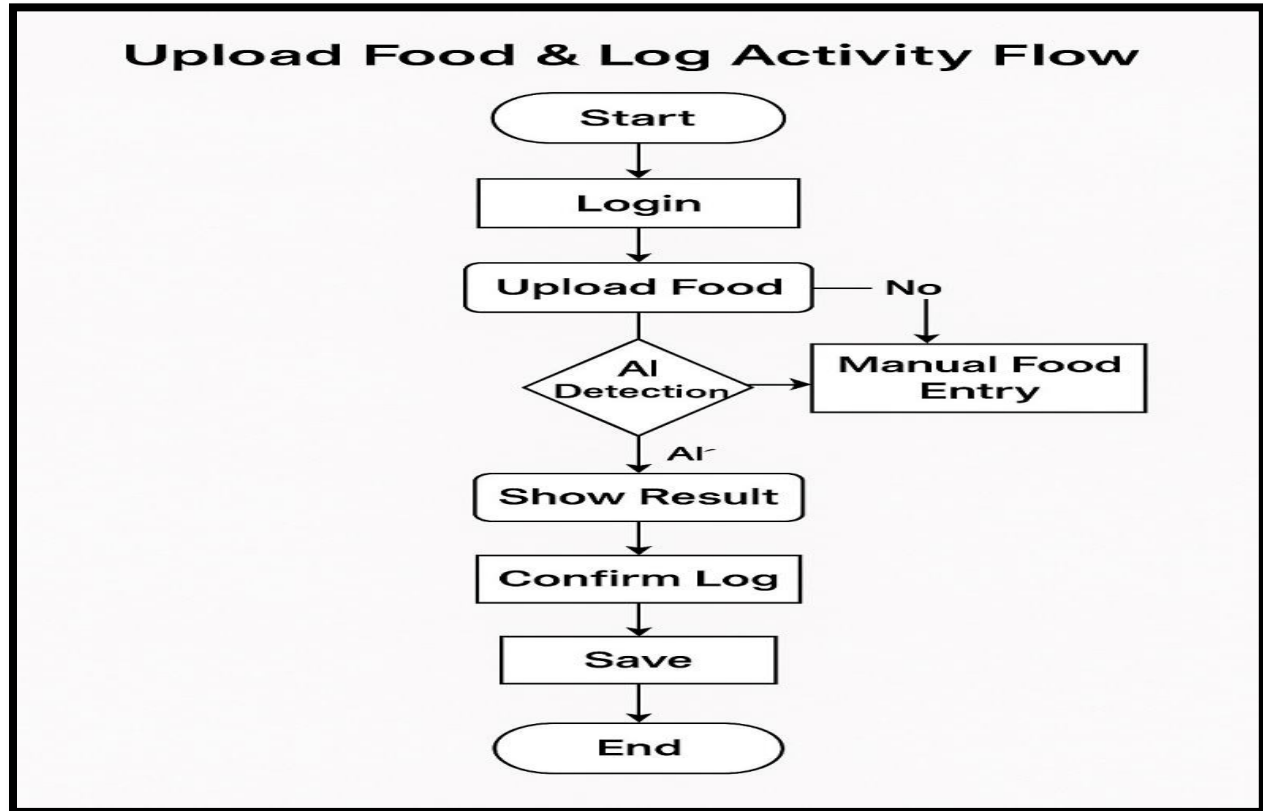 Upload Food & Log Activity Flow
Start
Login
Upload Food
No
AI
Detection
Manual Food
Entry
AI
Show Result
Confirm Log
Save
End